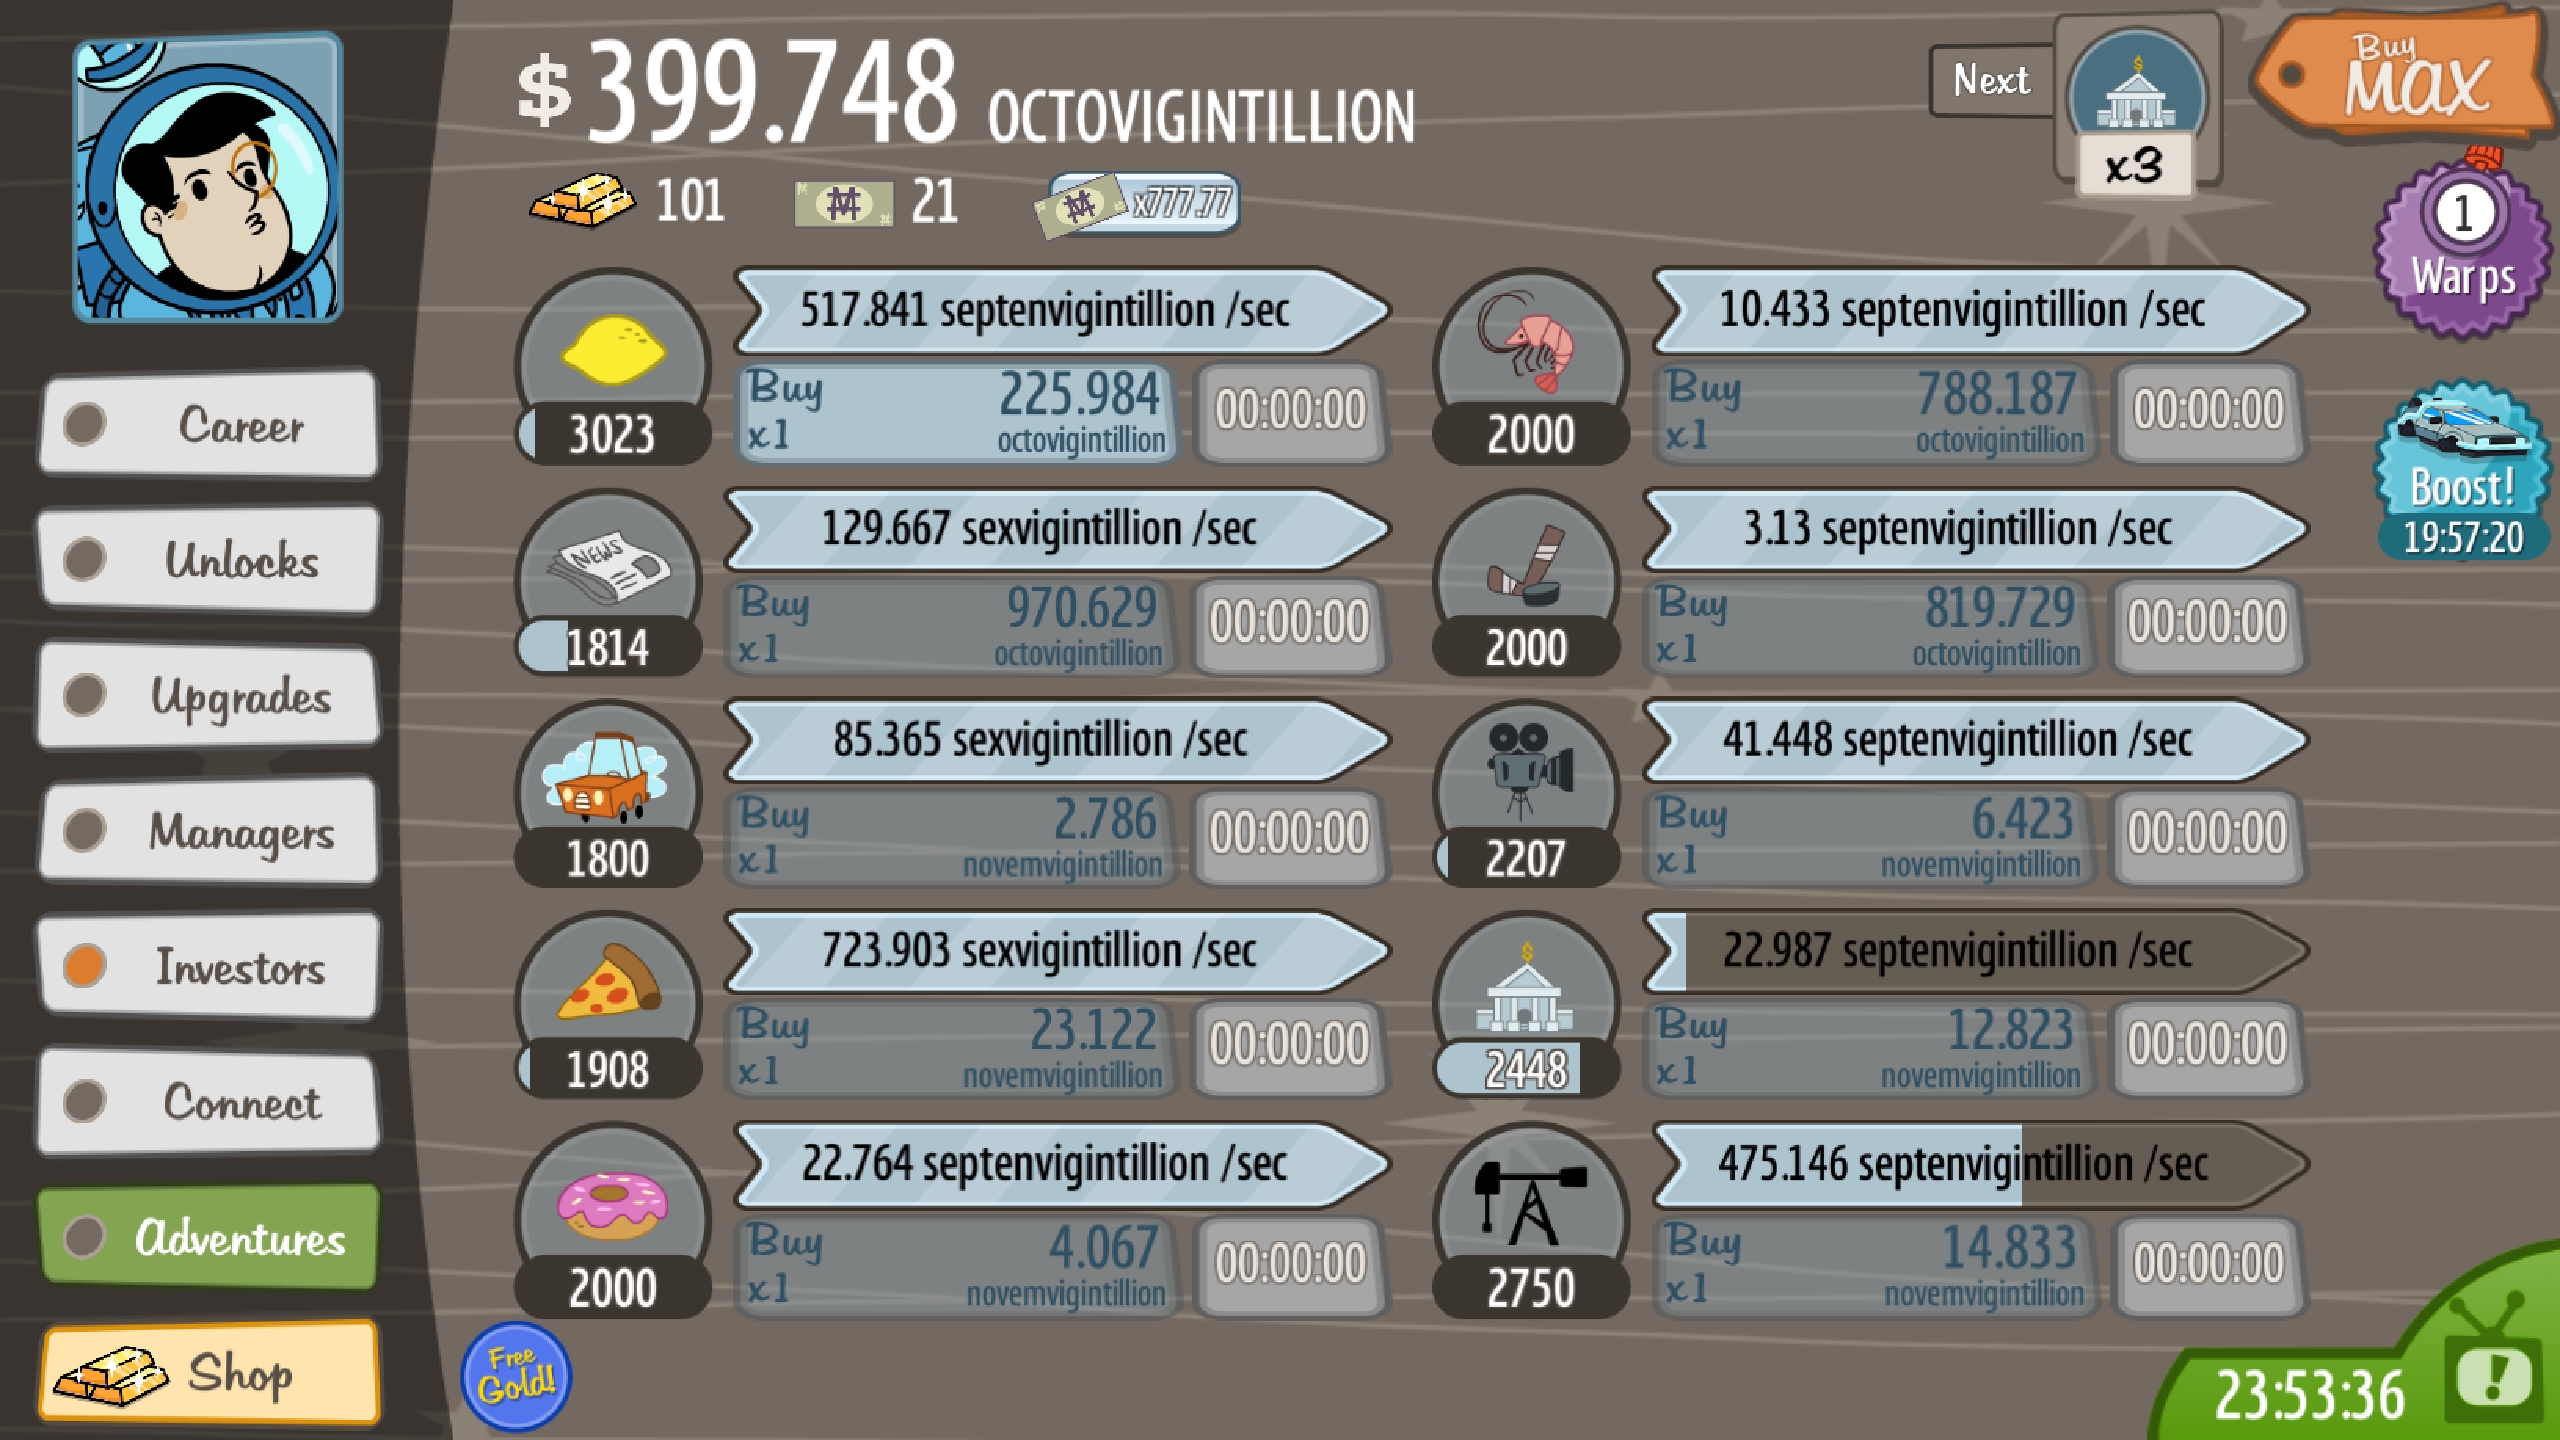 $ 399.748 OCTOVIGINTILLION
Next
x3
Buy
MAX
101
21
x777.77
1
Warps
Boost!
19:57:20
Career
Unlocks
Upgrades
Managers
Investors
Connect
Adventures
Shop
517.841 septenvigintillion /sec
3023
Buy
x1
225.984
octovigintillion
00:00:00
10.433 septenvigintillion /sec
2000
Buy
x1
788.187
octovigintillion
00:00:00
129.667 sexvigintillion /sec
NEWS
1814
Buy
x1
970.629
octovigintillion
00:00:00
3.13 septenvigintillion /sec
2000
Buy
x1
819.729
octovigintillion
00:00:00
85.365 sexvigintillion /sec
1800
Buy
x1
2.786
novemvigintillion
00:00:00
41.448 septenvigintillion /sec
2207
Buy
x1
6.423
novemvigintillion
00:00:00
723.903 sexvigintillion /sec
1908
Buy
x1
23.122
novemvigintillion
00:00:00
22.987 septenvigintillion /sec
$
2448
Buy
x1
12.823
novemvigintillion
00:00:00
22.764 septenvigintillion /sec
2000
Buy
x1
4.067
novemvigintillion
00:00:00
475.146 septenvigintillion /sec
2750
Buy
x1
14.833
novemvigintillion
00:00:00
Free
Gold!
23:53:36
!